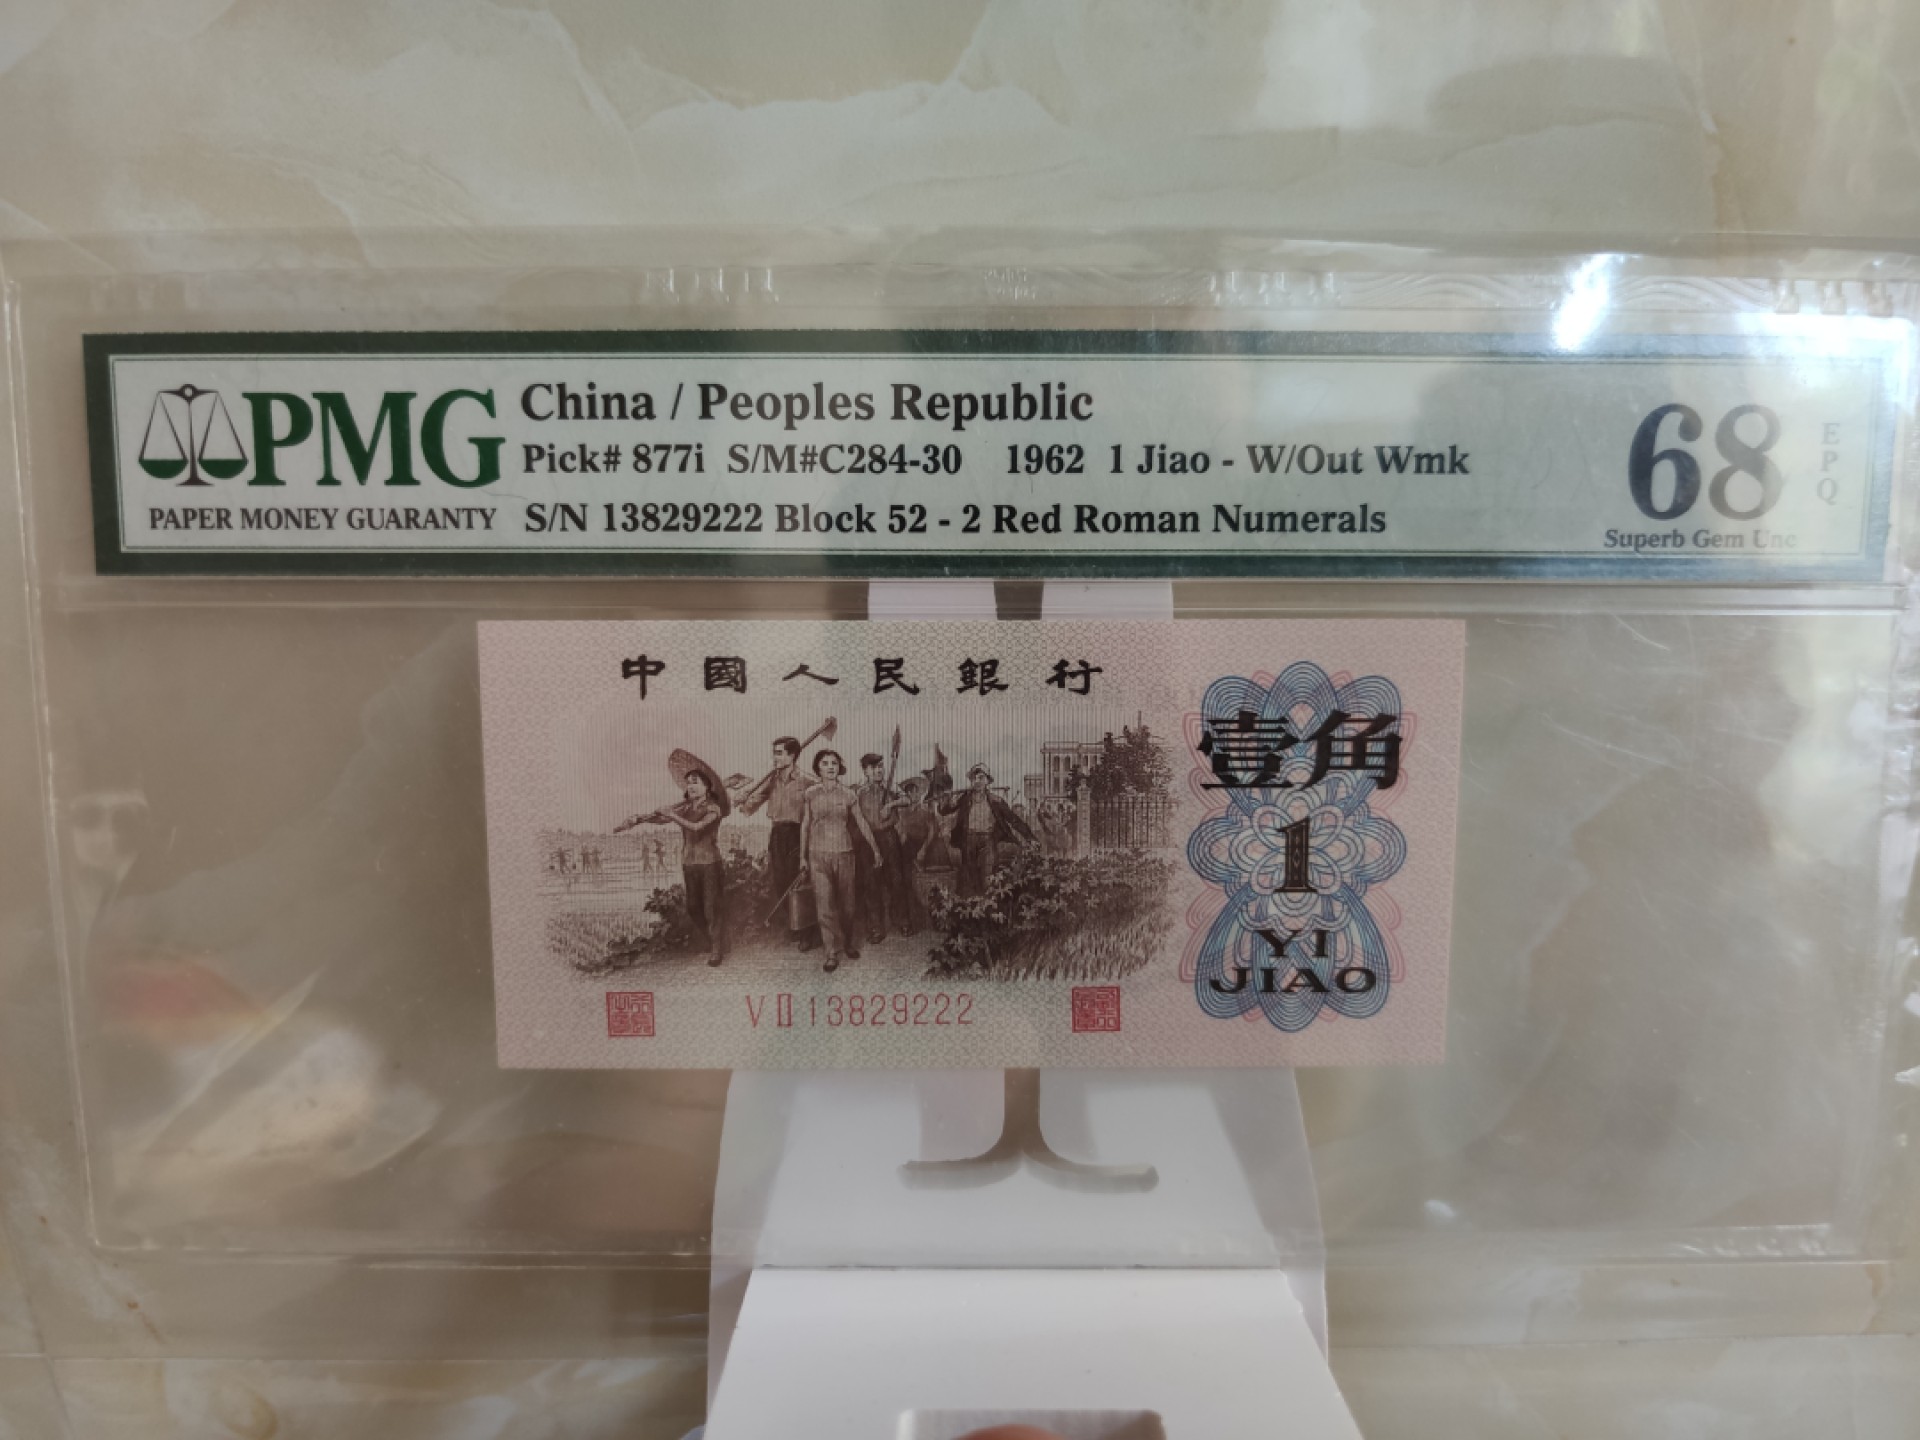 PMG
PAPER MONEY GUARANTY
China / Peoples Republic
Pick# 877i S/M#C284-30 1962 1 Jiao - W/Out Wmk
S/N 13829222 Block 52 - 2 Red Roman Numerals
68
EPQ
Superb Gem Unc
中國人民銀行
壹角
1
YI
JIAO
VII 13829222